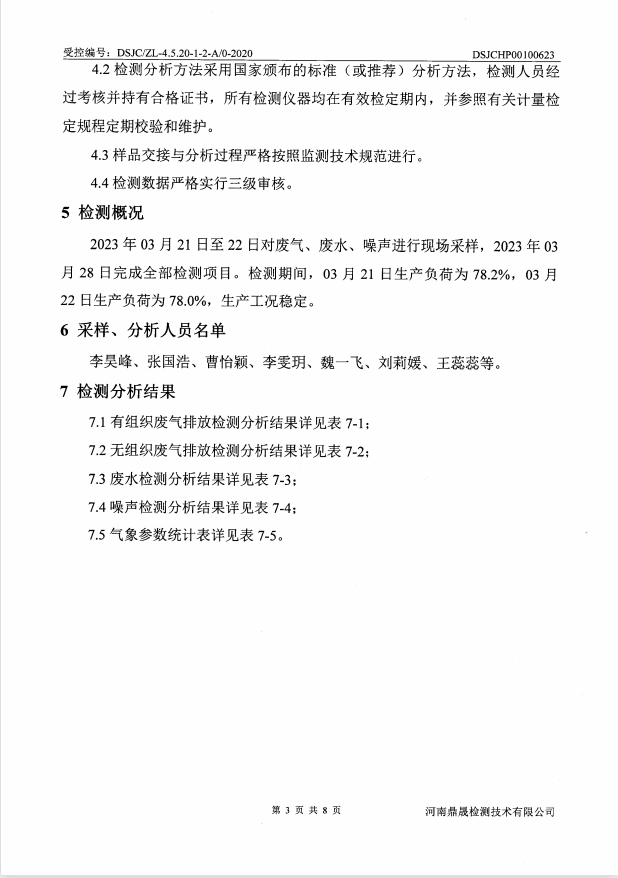 受控编号：DSJC/ZL-4.5.20-1-2-A/0-2020 DSJCHP00100623
4.2 检测分析方法采用国家颁布的标准（或推荐）分析方法，检测人员经
过考核并持有合格证书，所有检测仪器均在有效检定期内，并参照有关计量检
定规程定期校验和维护。
4.3 样品交接与分析过程严格按照监测技术规范进行。
4.4 检测数据严格实行三级审核。
5 检测概况
2023 年 03 月 21 日至 22 日对废气、废水、噪声进行现场采样，2023 年 03
月 28 日完成全部检测项目。检测期间，03 月 21 日生产负荷为 78.2%，03 月
22 日生产负荷为 78.0%，生产工况稳定。
6 采样、分析人员名单
李昊峰、张国浩、曹怡颖、李雯玥、魏一飞、刘莉媛、王蕊蕊等。
7 检测分析结果
7.1 有组织废气排放检测分析结果详见表 7-1；
7.2 无组织废气排放检测分析结果详见表 7-2；
7.3 废水检测分析结果详见表 7-3；
7.4 噪声检测分析结果详见表 7-4；
7.5 气象参数统计表详见表 7-5。
第 3 页 共 8 页 河南鼎晟检测技术有限公司